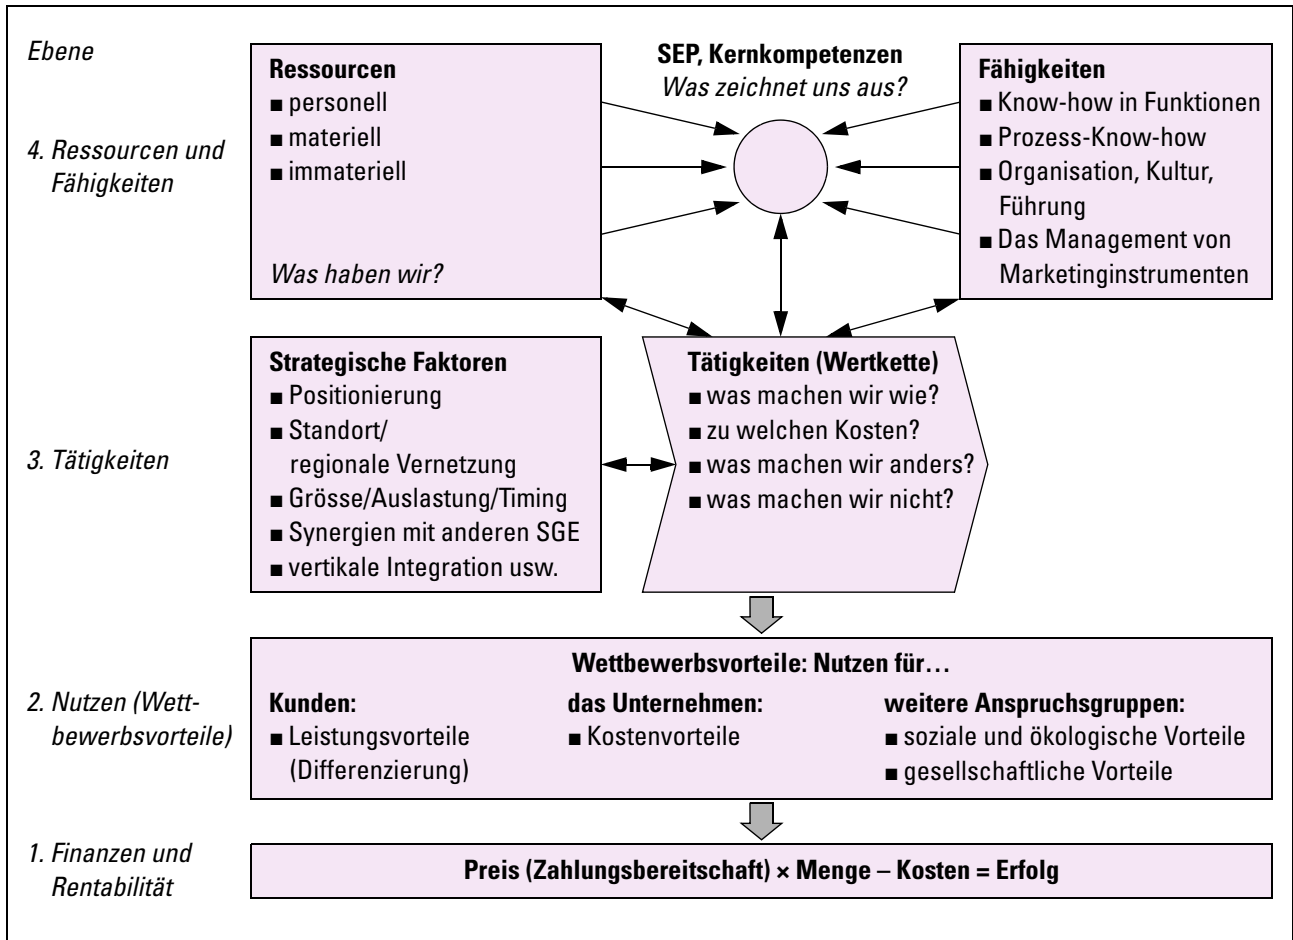 Ebene
4. Ressourcen und
Fähigkeiten
Ressourcen
■ personell
■ materiell
■ immateriell
Was haben wir?
SEP, Kernkompetenzen
Was zeichnet uns aus?
Fähigkeiten
■ Know-how in Funktionen
■ Prozess-Know-how
■ Organisation, Kultur,
Führung
■ Das Management von
Marketinginstrumenten
3. Tätigkeiten
Strategische Faktoren
■ Positionierung
■ Standort/
regionale Vernetzung
■ Grösse/Auslastung/Timing
■ Synergien mit anderen SGE
■ vertikale Integration usw.
Tätigkeiten (Wertkette)
■ was machen wir wie?
■ zu welchen Kosten?
■ was machen wir anders?
■ was machen wir nicht?
2. Nutzen (Wett-
bewerbsvorteile)
Wettbewerbsvorteile: Nutzen für…
Kunden:
■ Leistungsvorteile
(Differenzierung)
das Unternehmen:
■ Kostenvorteile
weitere Anspruchsgruppen:
■ soziale und ökologische Vorteile
■ gesellschaftliche Vorteile
1. Finanzen und
Rentabilität
Preis (Zahlungsbereitschaft) × Menge – Kosten = Erfolg